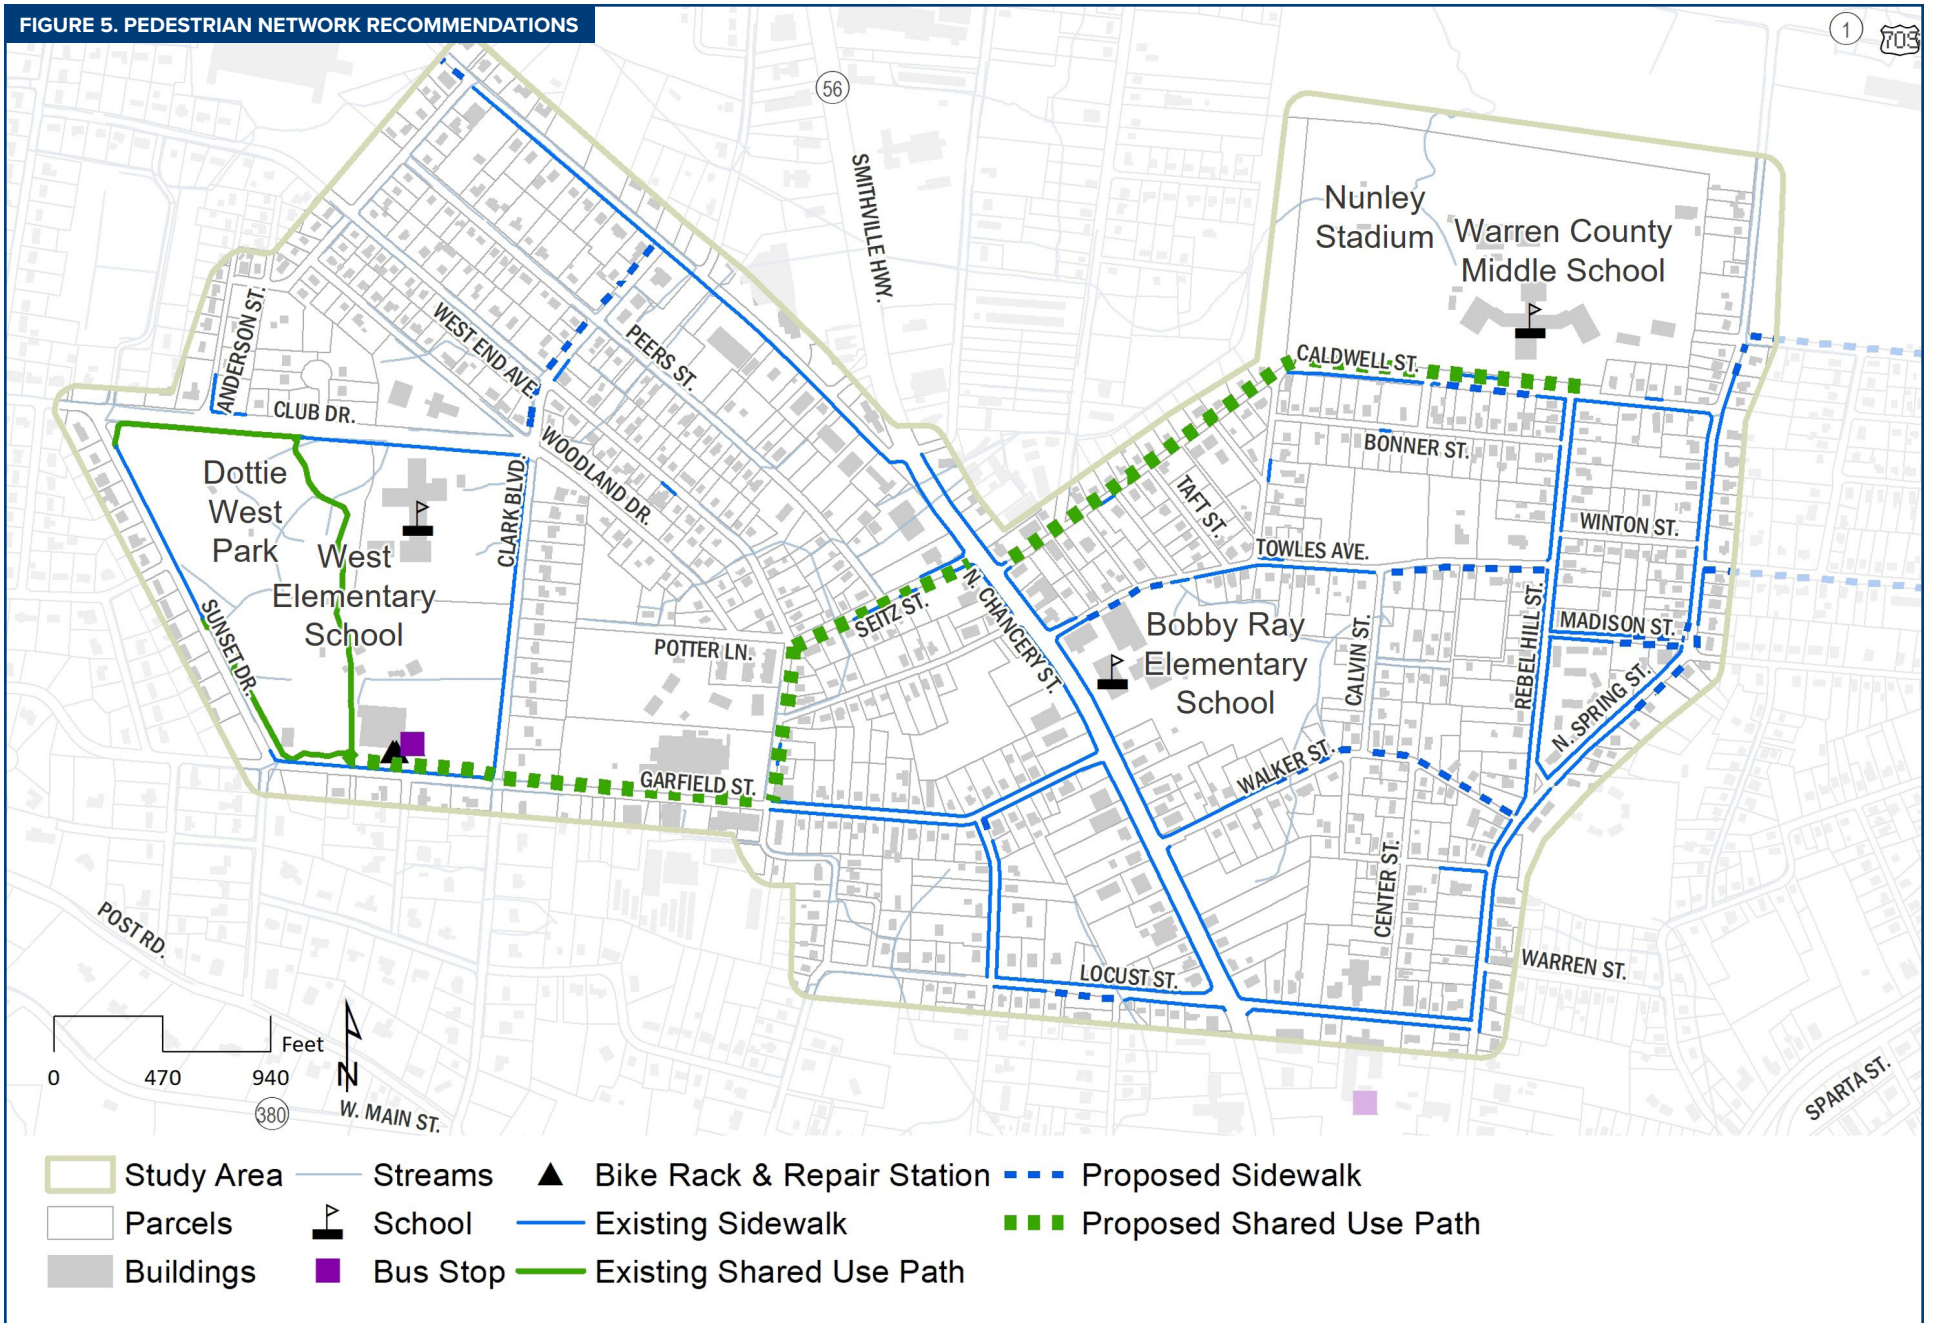 FIGURE 5. PEDESTRIAN NETWORK RECOMMENDATIONS
1
703
56
SMITHVILLE HWY.
Nunley
Stadium
Warren County
Middle School
ANDERSON ST.
WEST END AVE.
PEERS ST.
CALDWELL ST.
CLUB DR.
BONNER ST.
WOODLAND DR.
Dottie
West
Park
CLARK BLVD.
TAFT ST.
WINTON ST.
TOWLES AVE.
West
Elementary
School
N. CHANCERY ST.
SEITZ ST.
SUNSET DR.
POTTER LN.
Bobby Ray
Elementary
School
CALVIN ST.
REBEL HILL ST.
MADISON ST.
N. SPRING ST.
WALKER ST.
GARFIELD ST.
CENTER ST.
POST RD.
LOCUST ST.
WARREN ST.
SPARTA ST.
Feet
0 470 940
N
380
W. MAIN ST.
Study Area
Streams
Bike Rack & Repair Station
Proposed Sidewalk
Parcels
School
Existing Sidewalk
Proposed Shared Use Path
Buildings
Bus Stop
Existing Shared Use Path